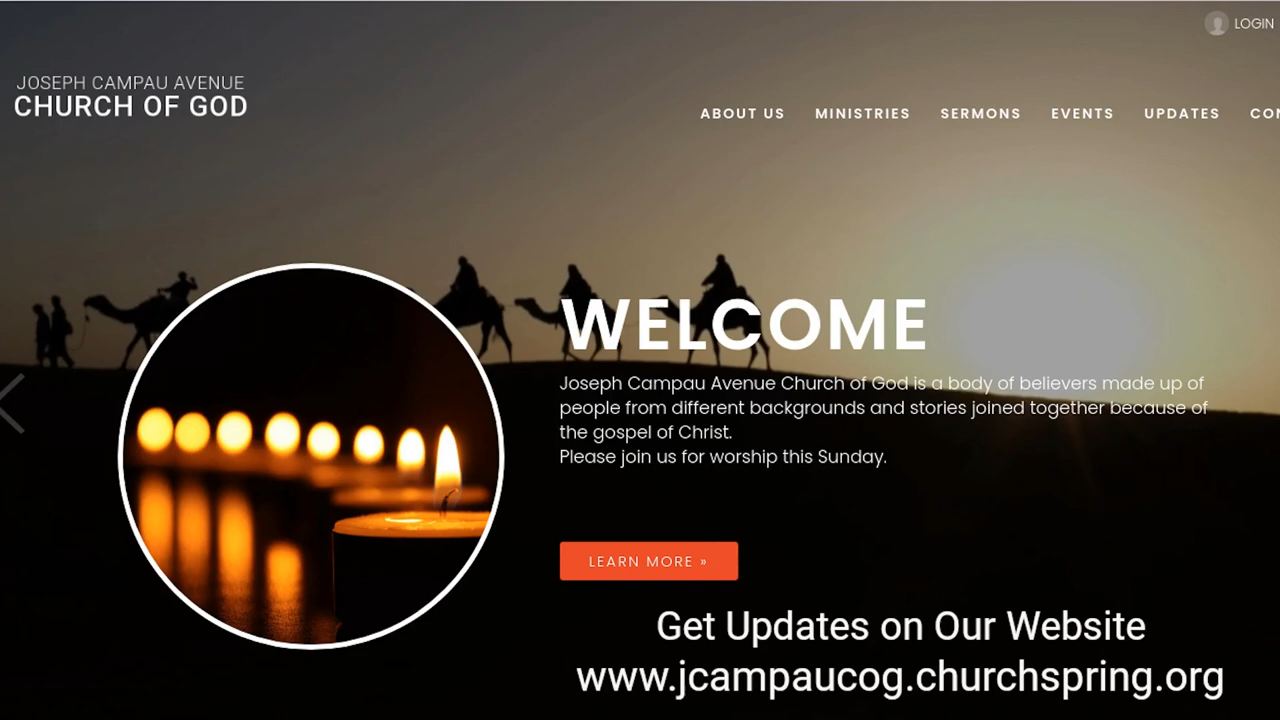 LOGIN
JOSEPH CAMPAU AVENUE
CHURCH OF GOD
ABOUT US MINISTRIES SERMONS EVENTS UPDATES
WELCOME
Joseph Campau Avenue Church of God is a body of believers made up of
people from different backgrounds and stories joined together because of
the gospel of Christ.
Please join us for worship this Sunday.
LEARN MORE »
Get Updates on Our Website
www.jcampaucog.churchspring.org